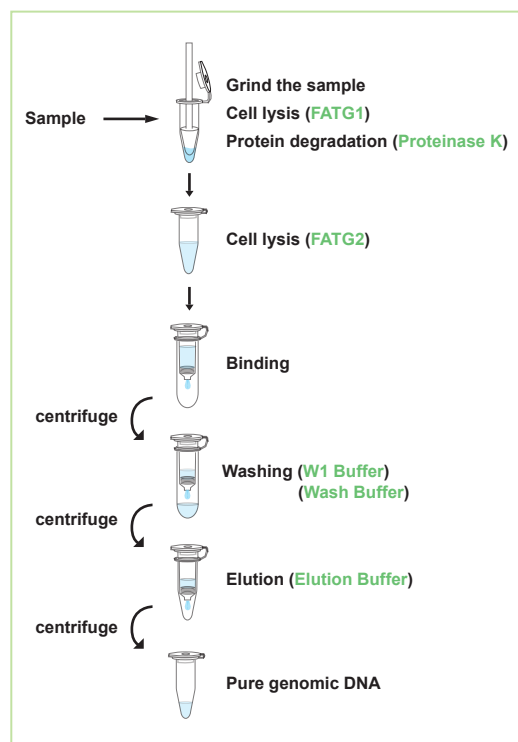 Grind the sample
Sample
Cell lysis (FATG1)
Protein degradation (Proteinase K)
Cell lysis (FATG2)
Binding
centrifuge
Washing (W1 Buffer)
(Wash Buffer)
centrifuge
Elution (Elution Buffer)
centrifuge
Pure genomic DNA